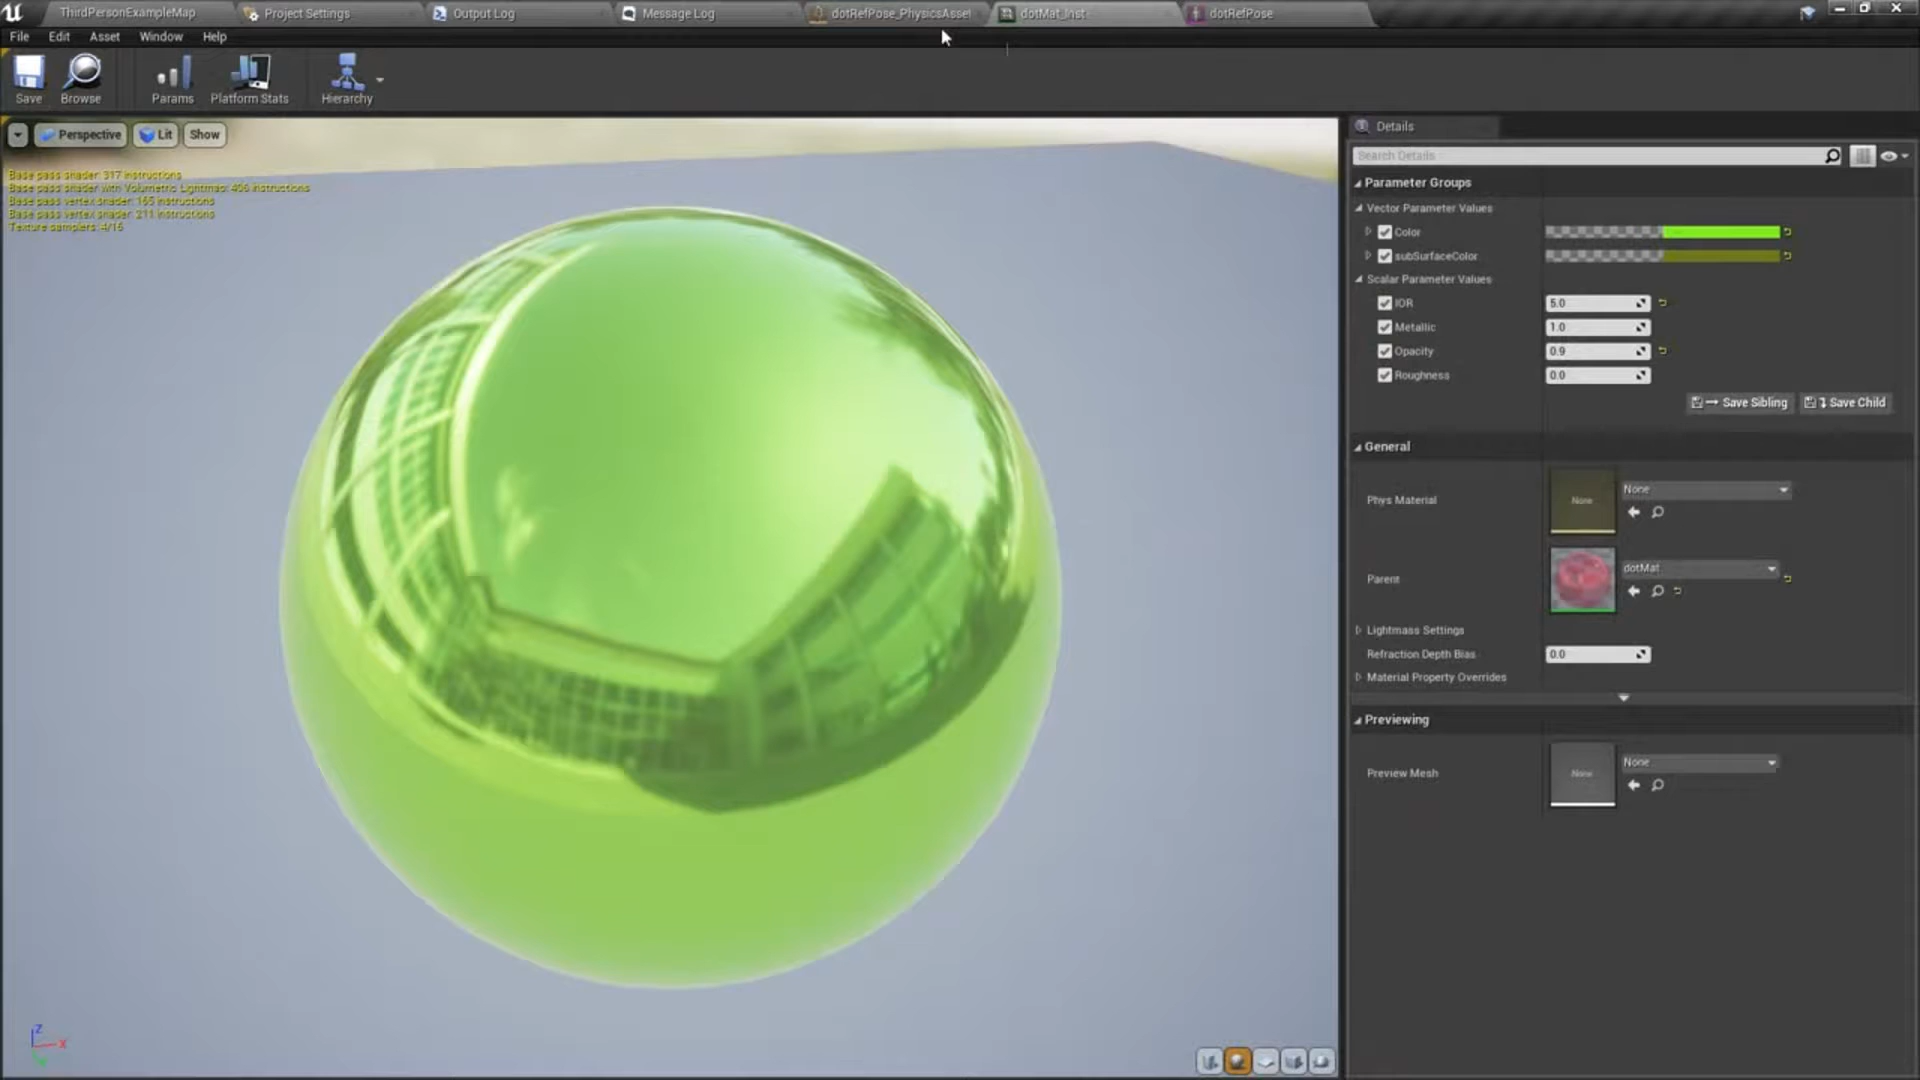 ThirdPersonExampleMap
Project Settings
Output Log
Message Log
dotRefPose_PhysicsAsset
dotMat_Inst
dotRefPose
File Edit Asset Window Help
Save Browse Params Platform Stats Hierarchy
Perspective Lit Show
Base pass shader: 317 instructions
Base pass shader with Volumetric Lightmap: 406 instructions
Base pass vertex shader: 165 instructions
Base pass vertex shader: 211 instructions
Texture samplers: 4/16
Details
Search Details
Parameter Groups
Vector Parameter Values
Color
subSurfaceColor
Scalar Parameter Values
IOR 5.0
Metallic 1.0
Opacity 0.9
Roughness 0.0
Save Sibling Save Child
General
Phys Material None None
Parent dotMat
Lightmass Settings
Refraction Depth Bias 0.0
Material Property Overrides
Previewing
Preview Mesh None None
Z
X